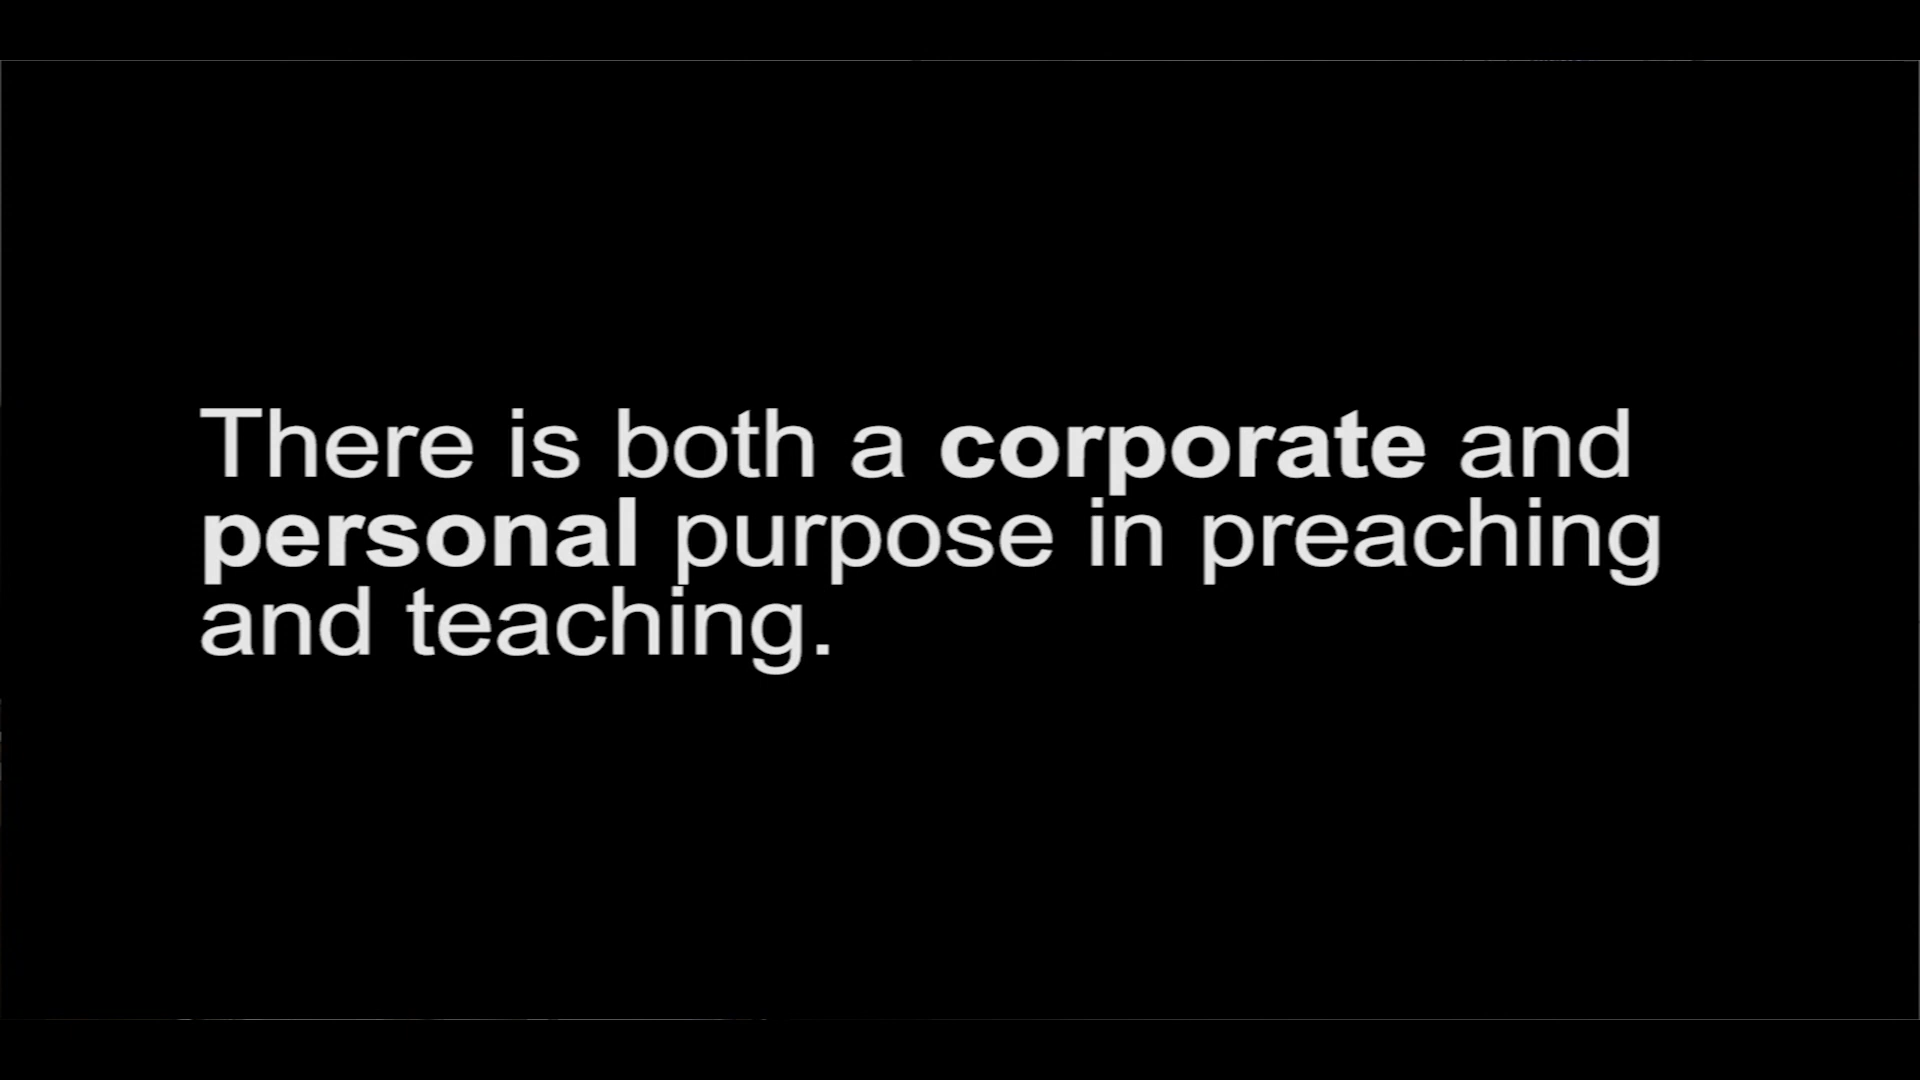 There is both a corporate and
personal purpose in preaching
and teaching.